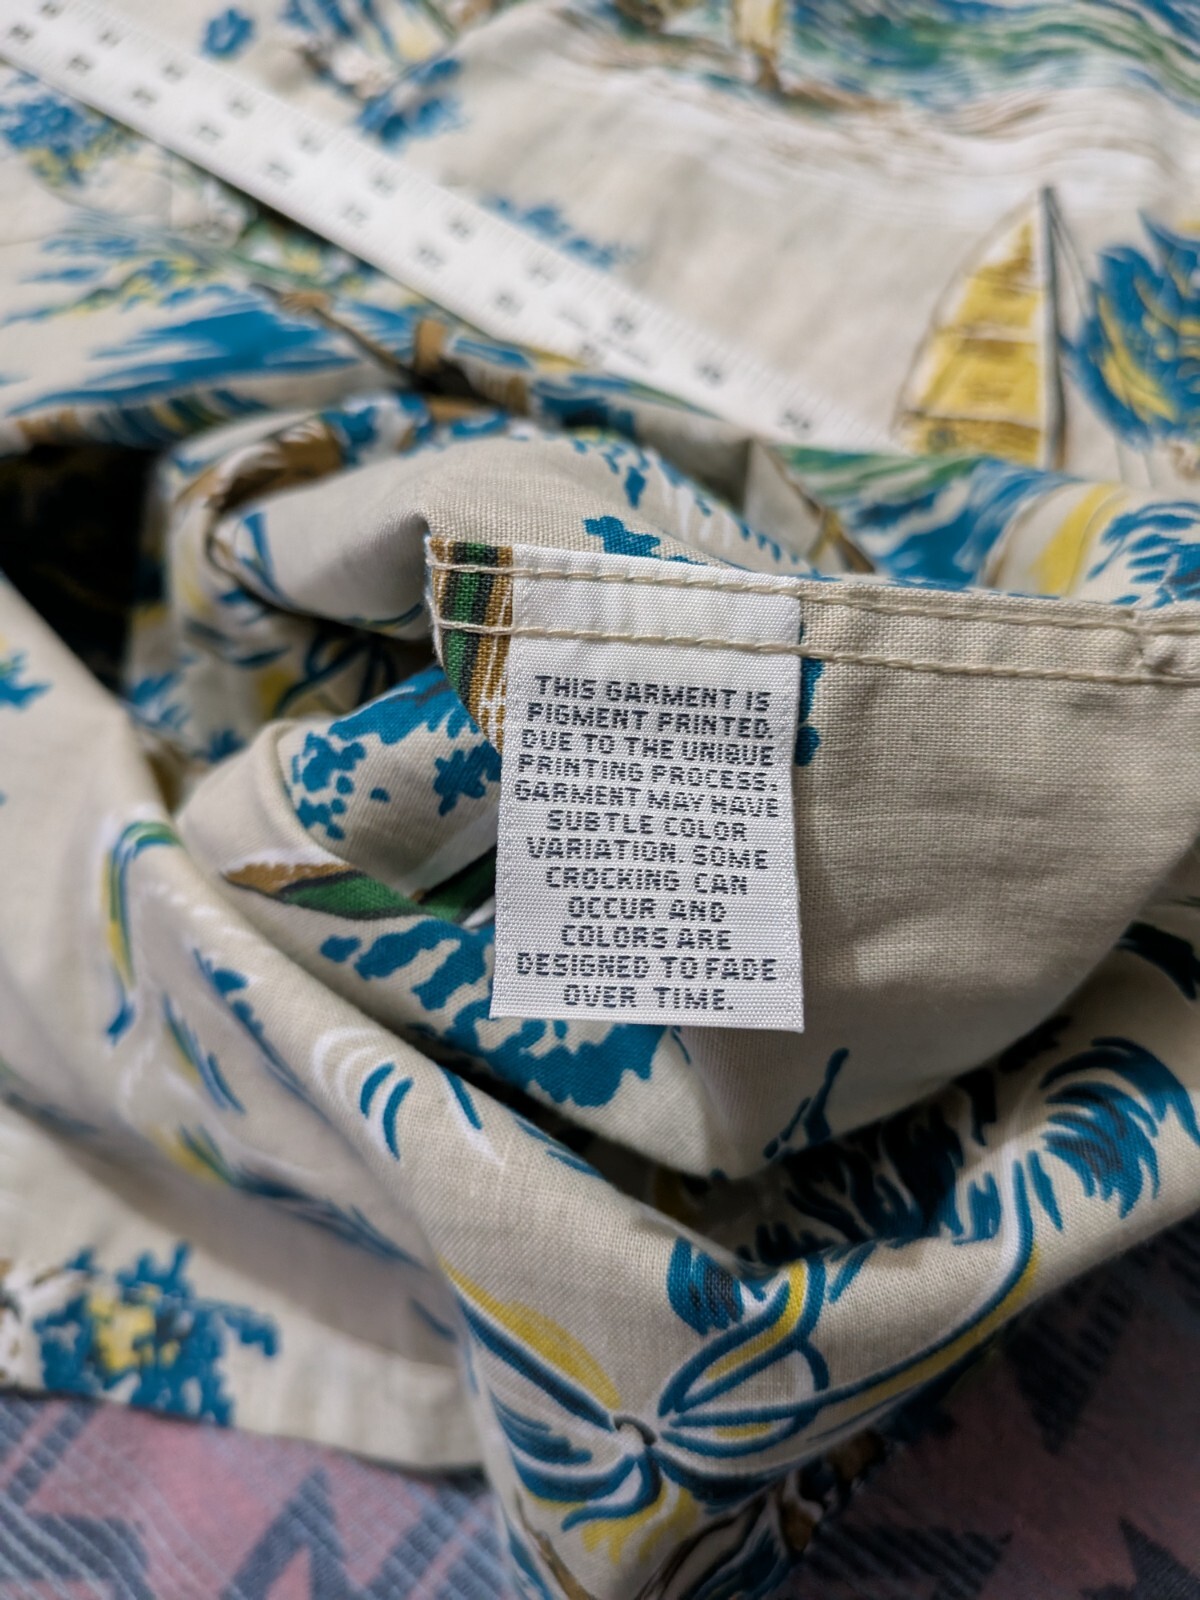 THIS GARMENT IS
PIGMENT PRINTED.
DUE TO THE UNIQUE
PRINTING PROCESS.
GARMENT MAY HAVE
SUBTLE COLOR
VARIATION. SOME
CROCKING CAN
OCCUR AND
COLORS ARE
DESIGNED TO FADE
OVER TIME.